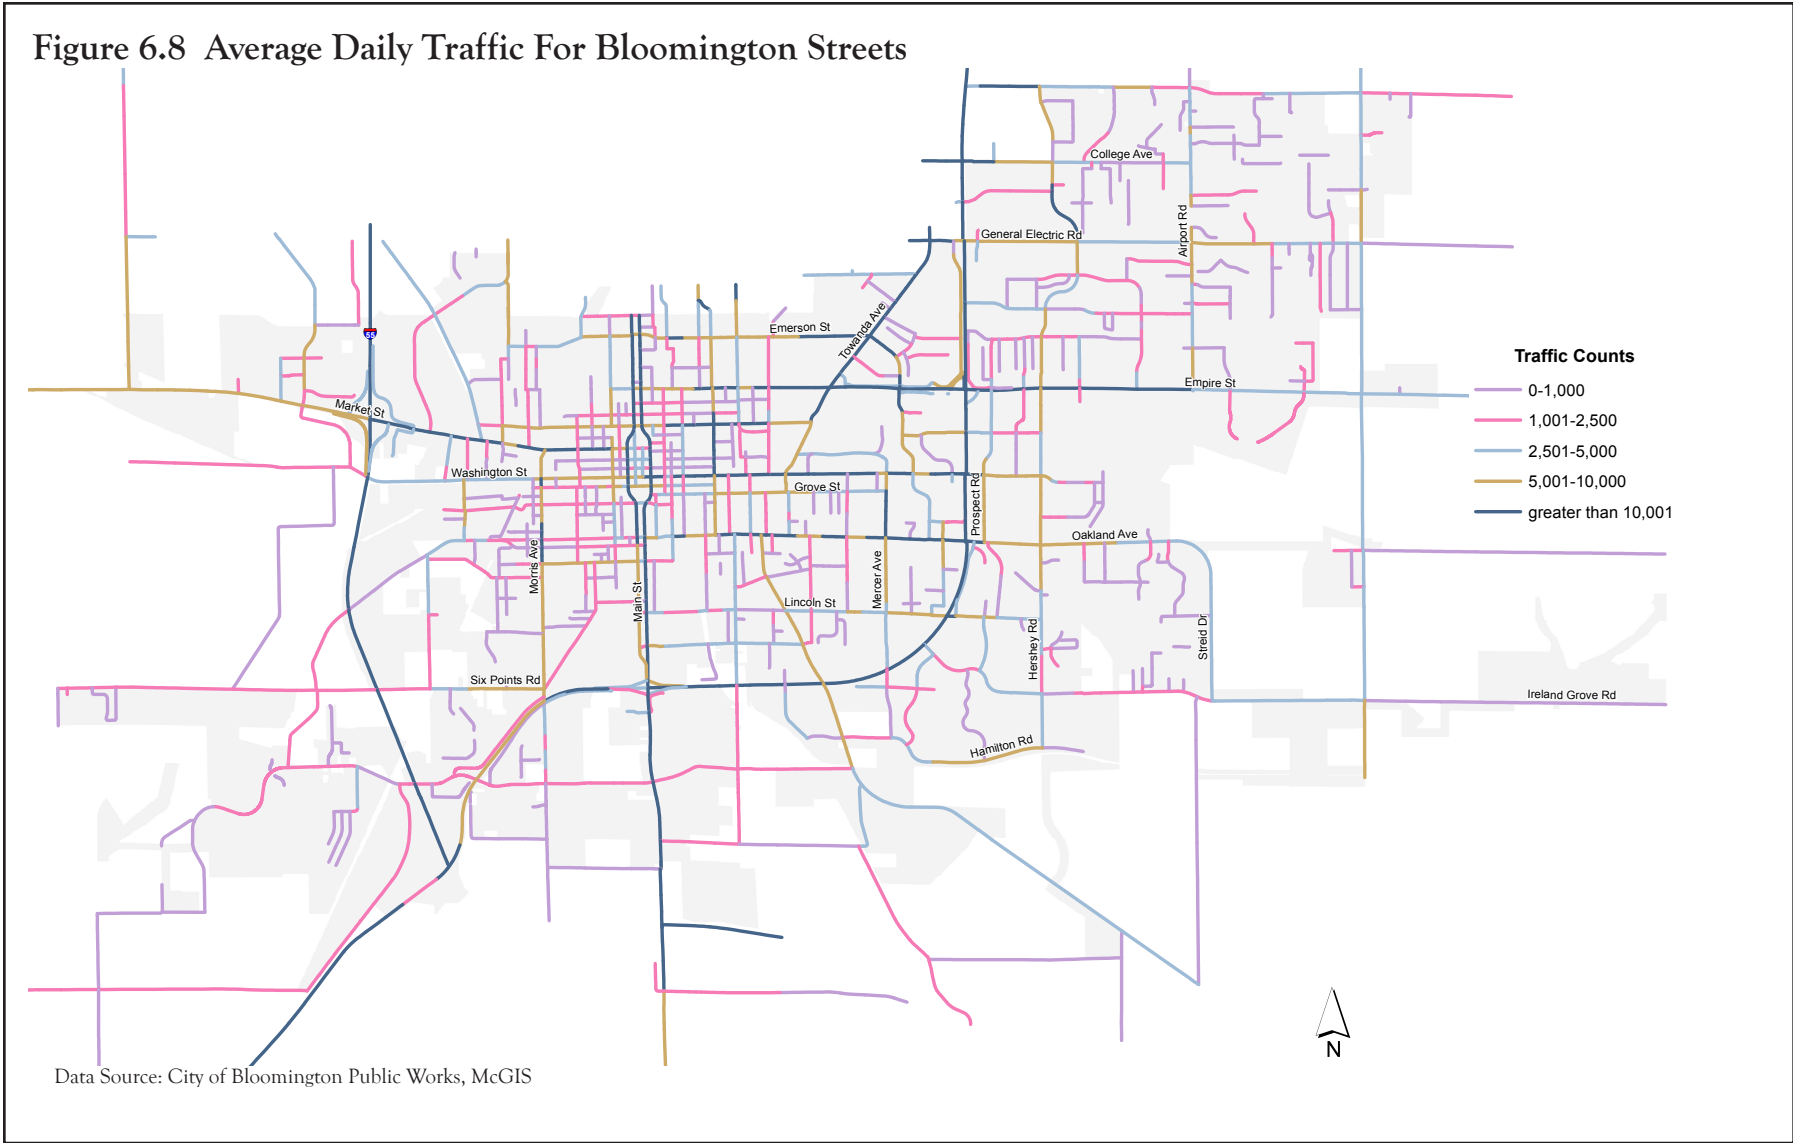 Figure 6.8 Average Daily Traffic For Bloomington Streets
College Ave
Airport Rd
General Electric Rd
Emerson St
Towanda Ave
55
Empire St
Market St
Traffic Counts
0-1,000
1,001-2,500
2,501-5,000
5,001-10,000
greater than 10,001
Washington St
Grove St
Prospect Rd
Oakland Ave
Morris Ave
Main St
Mercer Ave
Lincoln St
Hershey Rd
Streid Dr
Six Points Rd
Ireland Grove Rd
Hamilton Rd
N
Data Source: City of Bloomington Public Works, McGIS